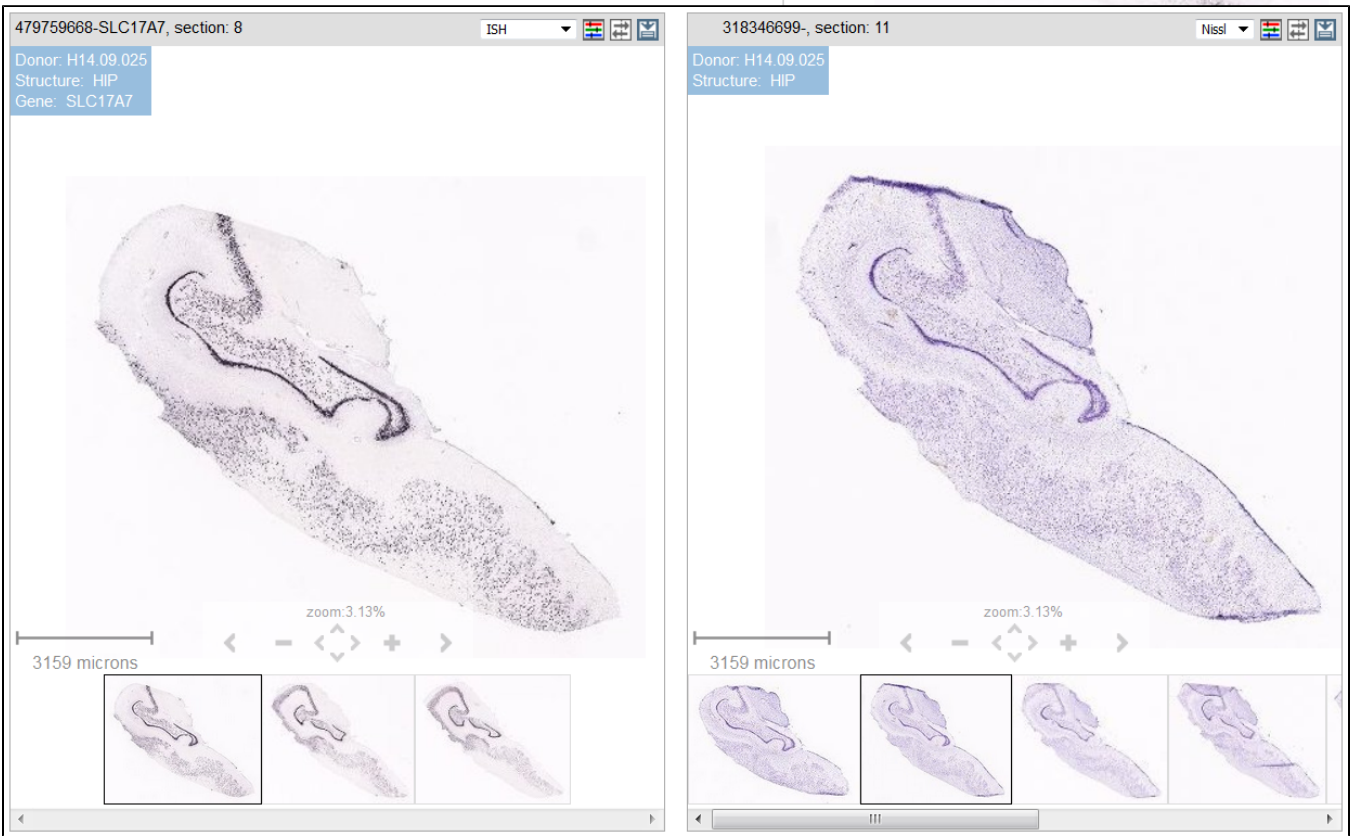 479759668-SLC17A7, section: 8
ISH
Donor: H14.09.025
Structure: HIP
Gene: SLC17A7
zoom:3.13%
3159 microns
318346699-, section: 11
Nissl
Donor: H14.09.025
Structure: HIP
zoom:3.13%
3159 microns